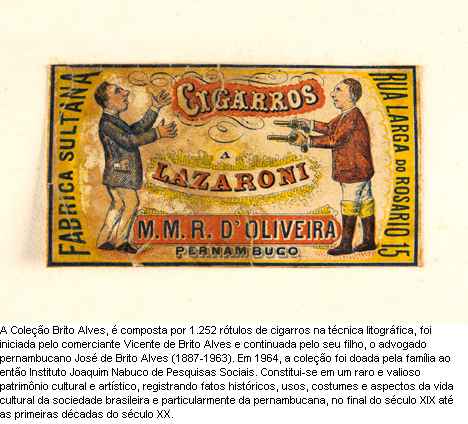 FABRICA SULTANA
CIGARROS
A
LAZARONI
M.M.R. D'OLIVEIRA
PERNAMBUCO
RUA LARGA DO ROSARIO 15
A Coleção Brito Alves, é composta por 1.252 rótulos de cigarros na técnica litográfica, foi
iniciada pelo comerciante Vicente de Brito Alves e continuada pelo seu filho, o advogado
pernambucano José de Brito Alves (1887-1963). Em 1964, a coleção foi doada pela família ao
então Instituto Joaquim Nabuco de Pesquisas Sociais. Constitui-se em um raro e valioso
patrimônio cultural e artístico, registrando fatos históricos, usos, costumes e aspectos da vida
cultural da sociedade brasileira e particularmente da pernambucana, no final do século XIX até
as primeiras décadas do século XX.